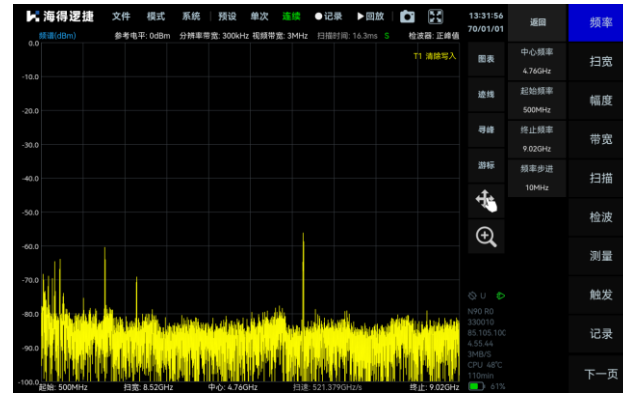 海得逻捷 文件 模式 系统 预设 单次 连续 ●记录 ▶回放 13:31:56 返回 频率
频谱(dBm) 参考电平: 0dBm 分辨率带宽: 300kHz 视频带宽: 3MHz 扫描时间: 16.3ms S 检波器: 正峰值 70/01/01
0.0
T1 清除写入
图表
中心频率
4.76GHz
扫宽
-10.0
迹线
起始频率
500MHz
幅度
-20.0
寻峰
终止频率
9.02GHz
带宽
-30.0
游标
频率步进
10MHz
扫描
-40.0
-50.0
检波
-60.0
测量
-70.0
U
触发
-80.0
N90 R0
330010
85.105.10C
4.55.44
记录
-90.0
3MB/S
CPU 48℃
110min
61%
-100.0
起始: 500MHz 扫宽: 8.52GHz 中心: 4.76GHz 扫速: 521.379GHz/s 终止: 9.02GHz
下一页